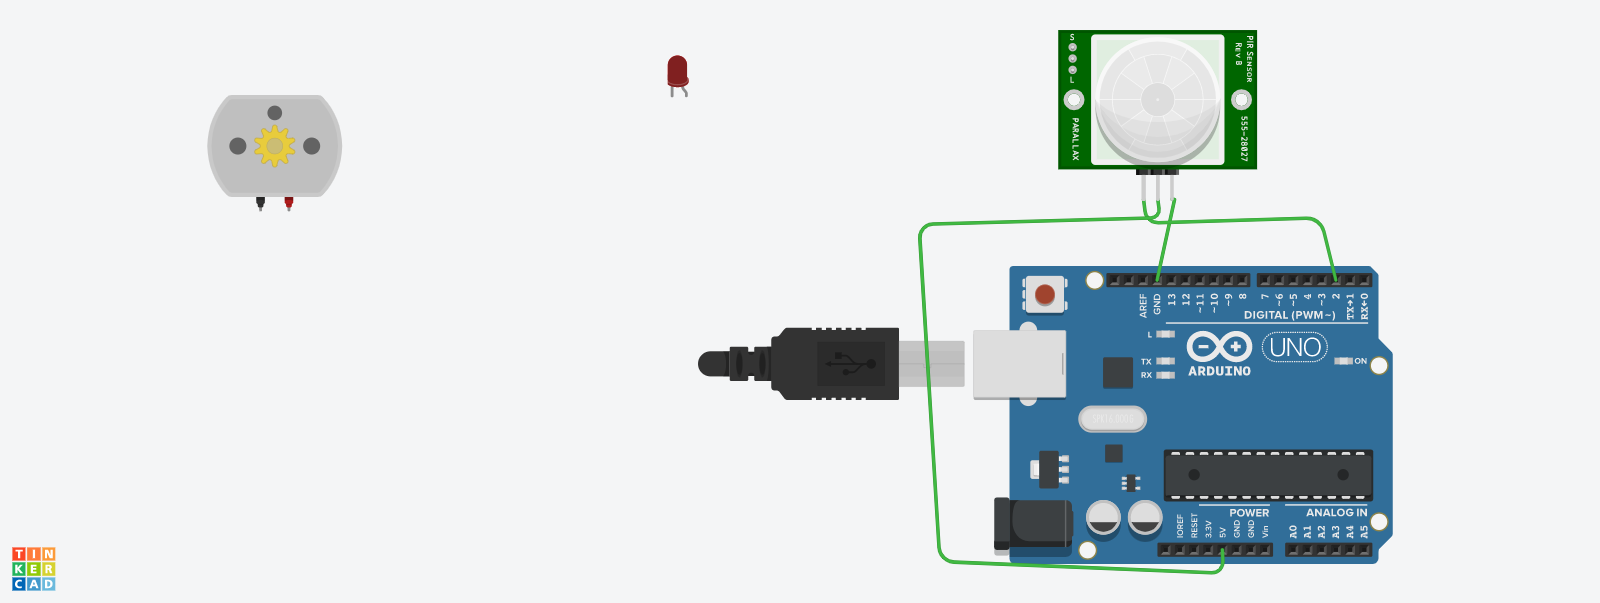 S
L
PIR SENSOR
REV B
PARALLAX
555-28027
AREF
GND
13
12
~11
~10
~9
8
7
~6
~5
4
~3
2
TX→1
RX←0
DIGITAL (PWM~)
L
TX
RX
ARDUINO
UNO
ON
POWER
ANALOG IN
IOREF
RESET
3.3V
5V
GND
GND
Vin
A0
A1
A2
A3
A4
A5
TIN
KER
CAD